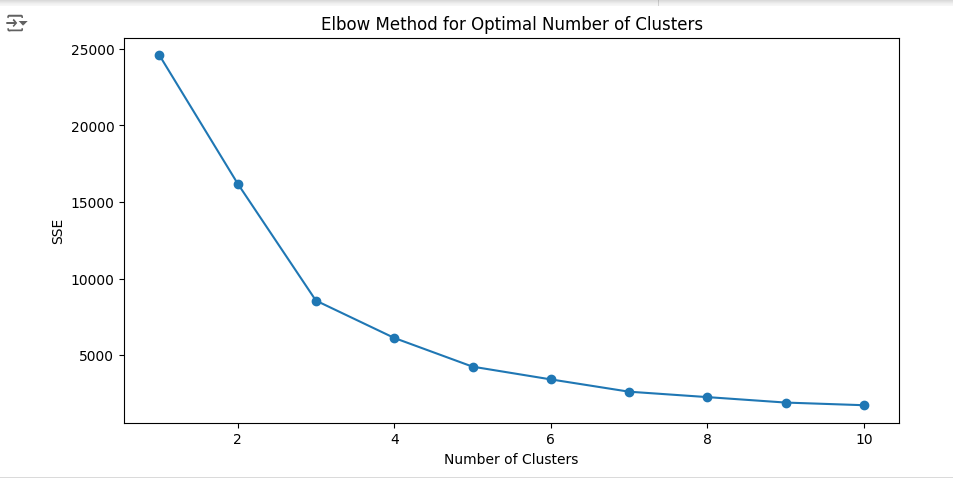 Elbow Method for Optimal Number of Clusters
25000
20000
15000
10000
5000
SSE
2 4 6 8 10
Number of Clusters